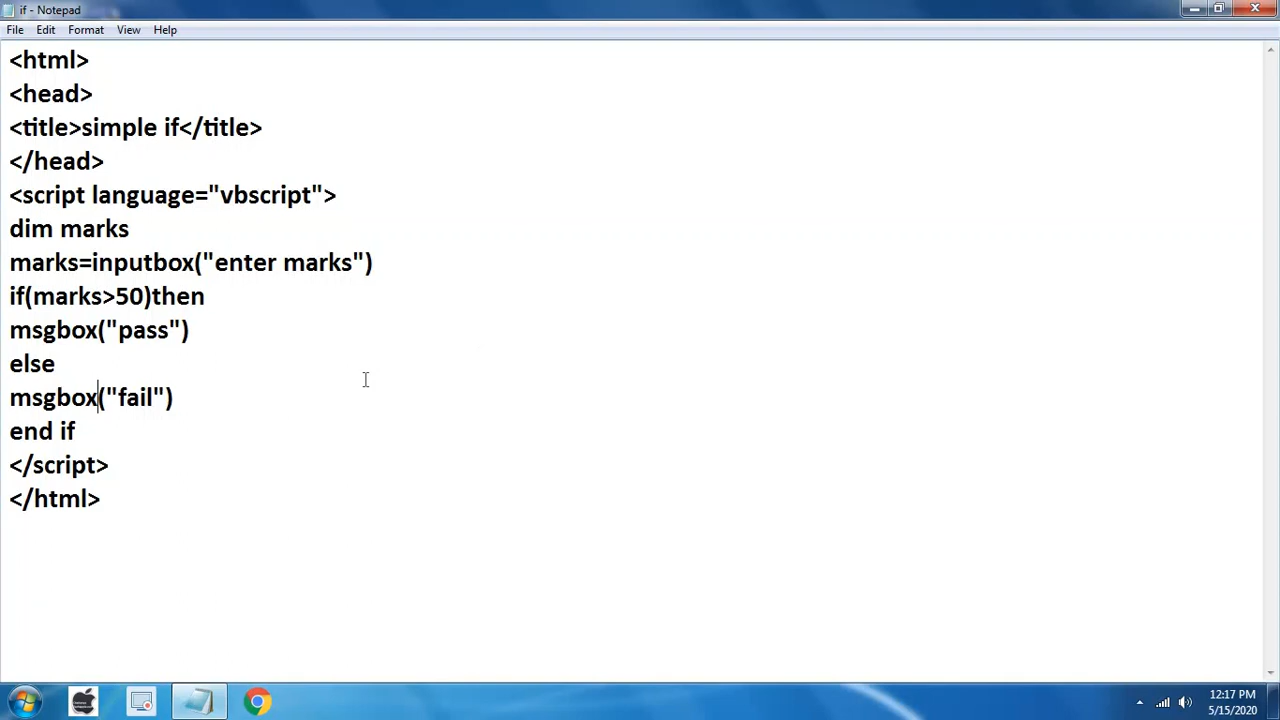 if - Notepad
File Edit Format View Help
<html>
<head>
<title>simple if</title>
</head>
<script language="vbscript">
dim marks
marks=inputbox("enter marks")
if(marks>50)then
msgbox("pass")
else
msgbox("fail")
end if
</script>
</html>
12:17 PM
5/15/2020